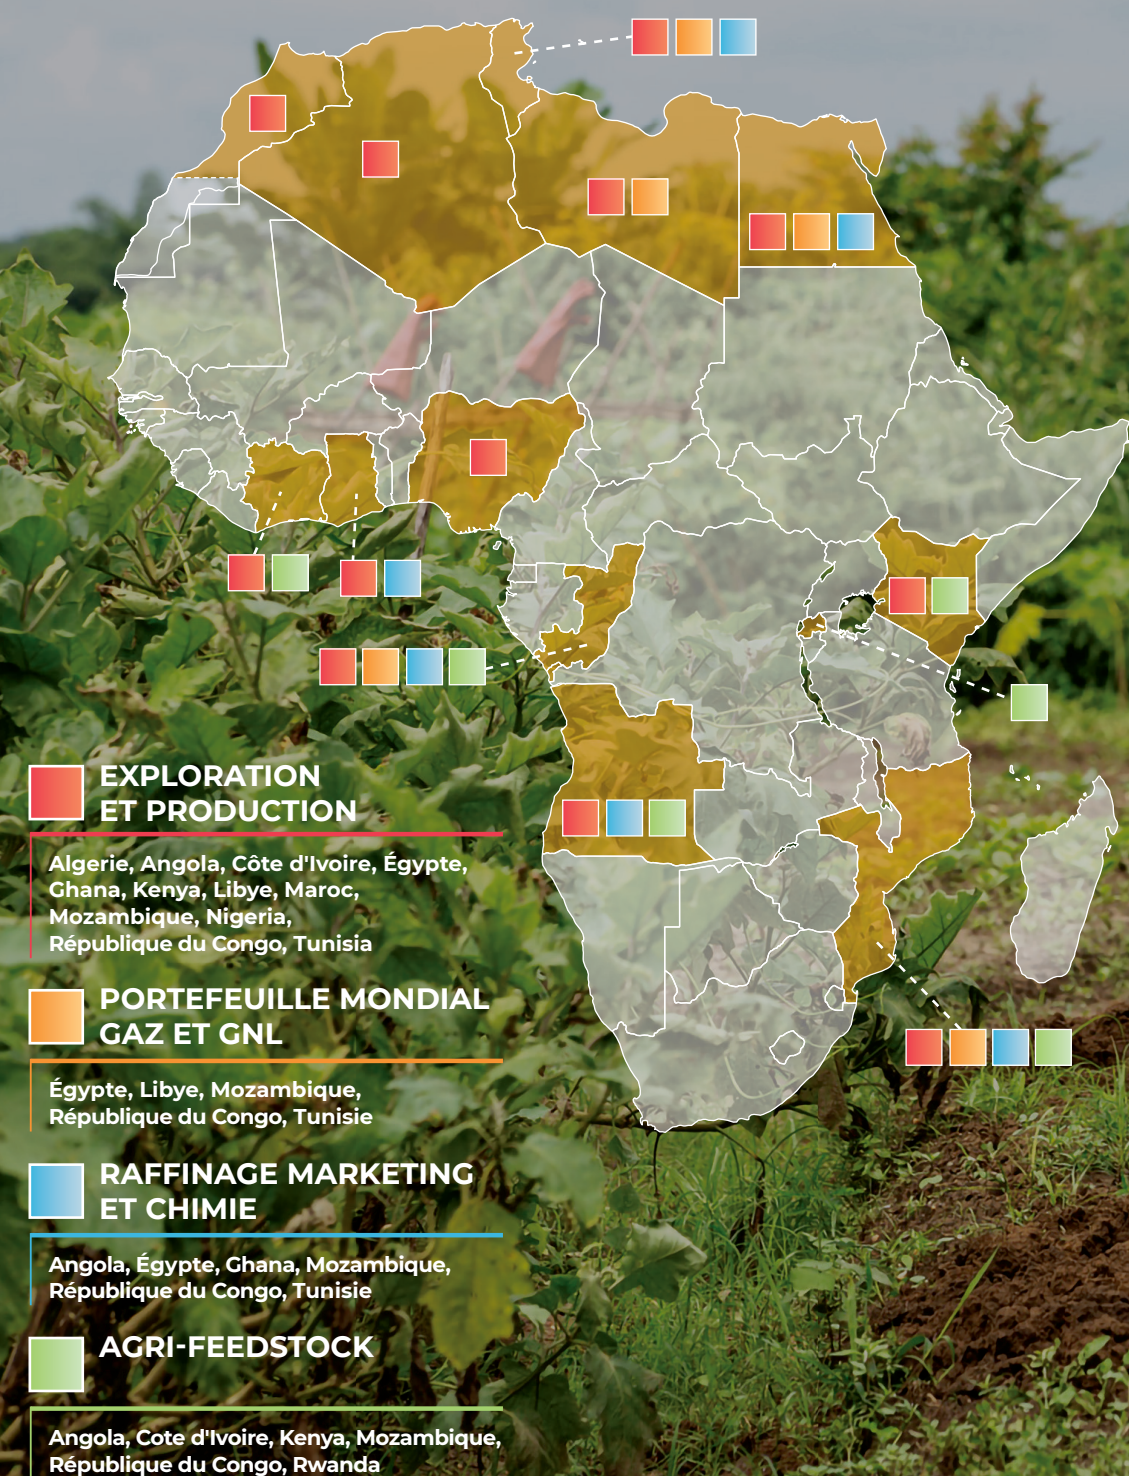 EXPLORATION
ET PRODUCTION
Algerie, Angola, Côte d'Ivoire, Égypte,
Ghana, Kenya, Libye, Maroc,
Mozambique, Nigeria,
République du Congo, Tunisia
PORTEFEUILLE MONDIAL
GAZ ET GNL
Égypte, Libye, Mozambique,
République du Congo, Tunisie
RAFFINAGE MARKETING
ET CHIMIE
Angola, Égypte, Ghana, Mozambique,
République du Congo, Tunisie
AGRI-FEEDSTOCK
Angola, Cote d'Ivoire, Kenya, Mozambique,
République du Congo, Rwanda